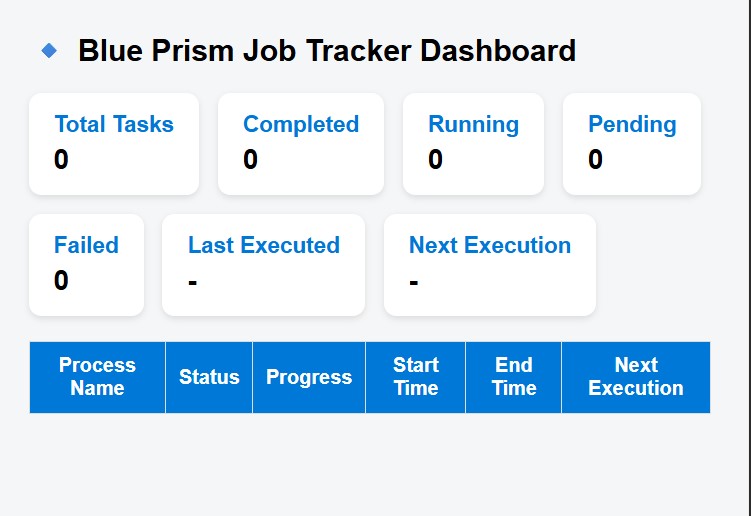 Blue Prism Job Tracker Dashboard
Total Tasks
0
Completed
0
Running
0
Pending
0
Failed
0
Last Executed
-
Next Execution
-
Process
Name
Status
Progress
Start
Time
End
Time
Next
Execution